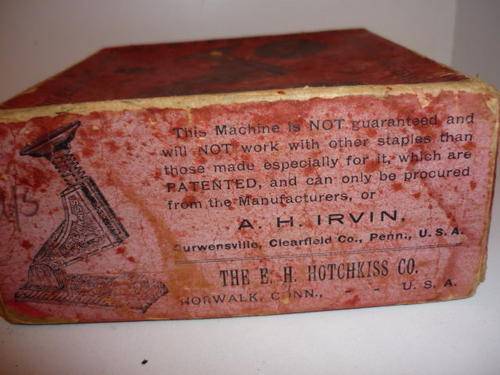 This Machine is NOT guaranteed and
will NOT work with other staples than
those made especially for it, which are
PATENTED, and can only be procured
from the Manufacturers, or
A. H. IRVIN,
Curwensville, Clearfield Co., Penn., U. S. A.
THE E. H. HOTCHKISS CO.
NORWALK, CONN., - - U. S. A.